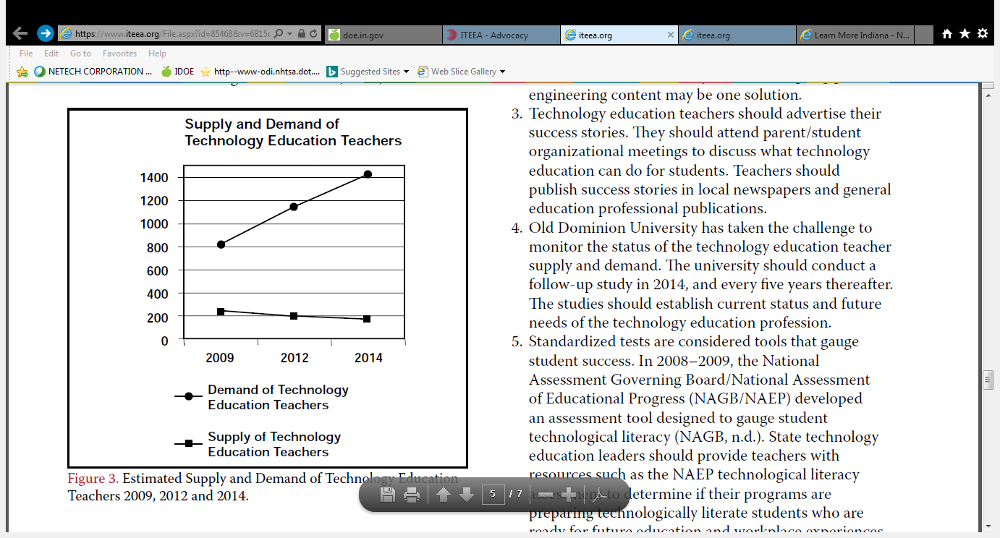 https://www.iteea.org/File.aspx?id=85468&v=6815c
doe.in.gov
ITEEA - Advocacy
iteea.org
iteea.org
Learn More Indiana - N...
File Edit Go to Favorites Help
NETECH CORPORATION ...
IDOE
http--www-odi.nhtsa.dot....
Suggested Sites
Web Slice Gallery
Supply and Demand of
Technology Education Teachers
1400
1200
1000
800
600
400
200
0
2009 2012 2014
Demand of Technology
Education Teachers
Supply of Technology
Education Teachers
Figure 3. Estimated Supply and Demand of Technology Education
Teachers 2009, 2012 and 2014.
engineering content may be one solution.
3. Technology education teachers should advertise their
success stories. They should attend parent/student
organizational meetings to discuss what technology
education can do for students. Teachers should
publish success stories in local newspapers and general
education professional publications.
4. Old Dominion University has taken the challenge to
monitor the status of the technology education teacher
supply and demand. The university should conduct a
follow-up study in 2014, and every five years thereafter.
The studies should establish current status and future
needs of the technology education profession.
5. Standardized tests are considered tools that gauge
student success. In 2008–2009, the National
Assessment Governing Board/National Assessment
of Educational Progress (NAGB/NAEP) developed
an assessment tool designed to gauge student
technological literacy (NAGB, n.d.). State technology
education leaders should provide teachers with
resources such as the NAEP technological literacy
assessment to determine if their programs are
preparing technologically literate students who are
ready for future education and workplace experiences
5 / 7